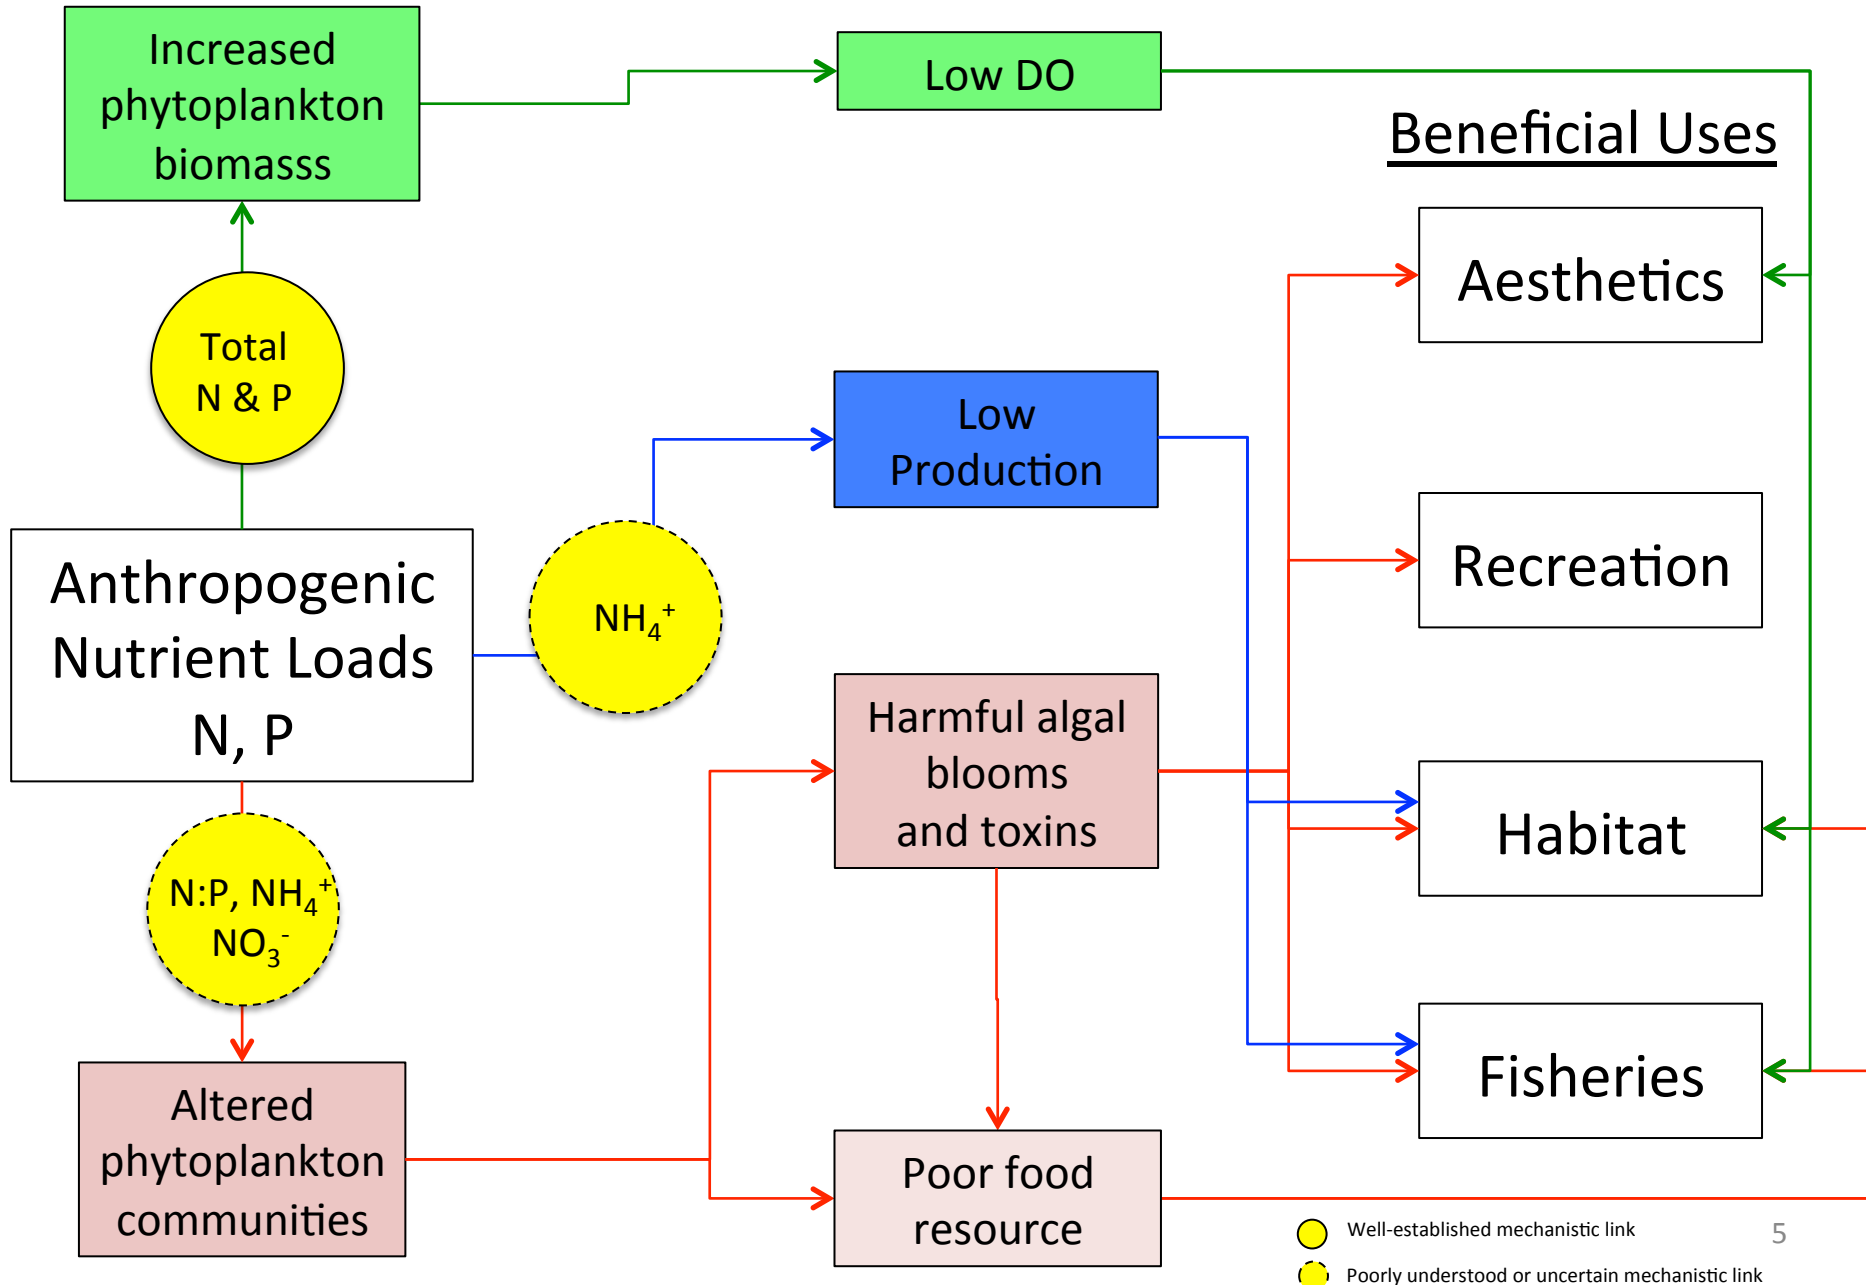 Increased
phytoplankton
biomasss
Low DO
Beneficial Uses
Aesthetics
Total
N & P
Low
Production
Recreation
Anthropogenic
Nutrient Loads
N, P
NH₄⁺
Harmful algal
blooms
and toxins
Habitat
N:P, NH₄⁺
NO₃⁻
Fisheries
Altered
phytoplankton
communities
Poor food
resource
Well-established mechanistic link
5
Poorly understood or uncertain mechanistic link